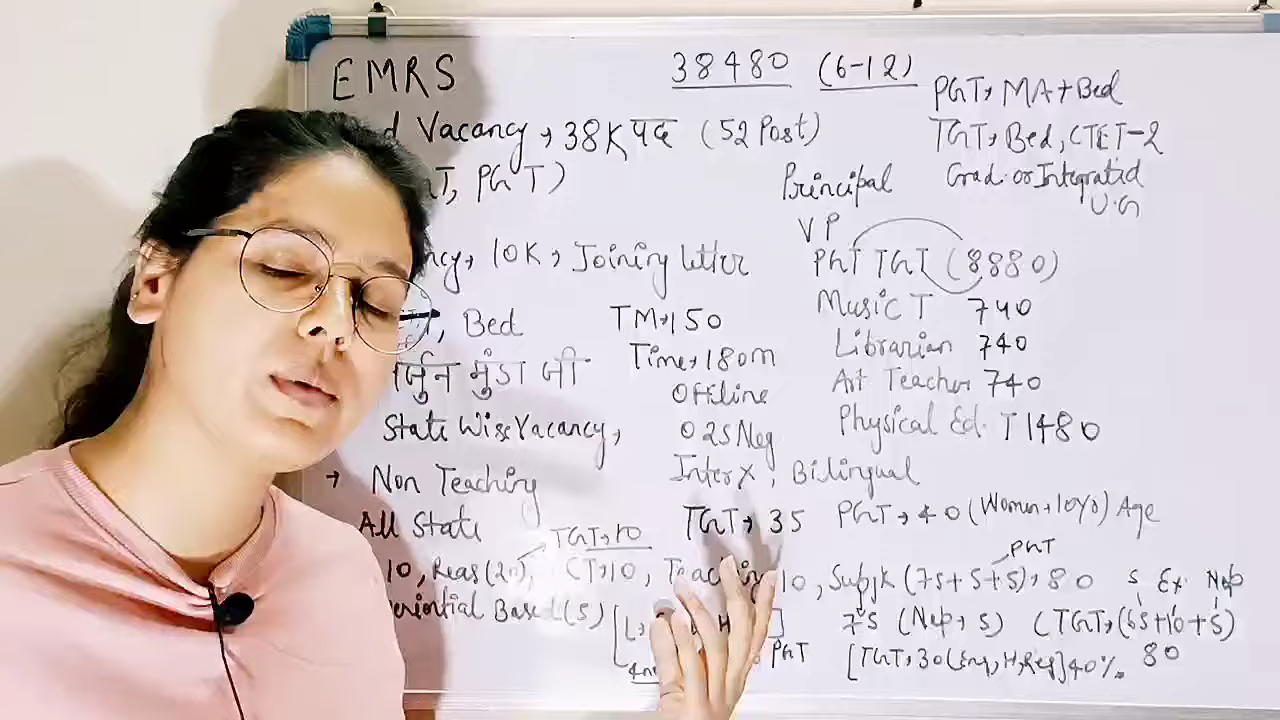 EMRS
38480 (6-12)
PGT, MA+Bed
Vacancy, 38K पद (52 Post)
TGT, Bed, CTET-2
T, PGT)
Principal
Grad. or Integrated
U.G
VP
10K, Joining letter
PGT TGT (8880)
Music T 740
, Bed
TM, 150
Librarian 740
र्जुन मुंडा जी
Time, 180m
Art Teacher 740
Offline
State Wise Vacancy,
0.25 Neg
Physical Ed. T 1480
→ Non Teaching
Inter X, Bilingual
All State
TGT, 35 PGT, 40 (Women, 10yr) Age
TGT, 10
PGT
10, Reas(20), CT, 10, Teaching 10, Subjk (75+5+5), 80
5 Ex. Nep
Based (5)
75 (Nep, 5) (TGT, (65+10+5)
80
PGT
[TGT, 30 (Eng, H, Reg] 40%